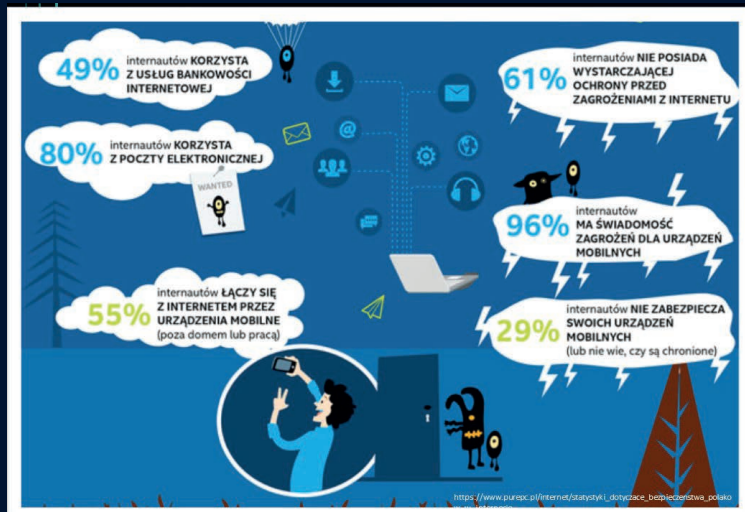 49% internautów KORZYSTA
Z USŁUG BANKOWOŚCI
INTERNETOWEJ
80% internautów KORZYSTA
Z POCZTY ELEKTRONICZNEJ
WANTED
55% internautów ŁĄCZY SIĘ
Z INTERNETEM PRZEZ
URZĄDZENIA MOBILNE
(poza domem lub pracą)
61% internautów NIE POSIADA
WYSTARCZAJĄCEJ
OCHRONY PRZED
ZAGROŻENIAMI Z INTERNETU
96% internautów
MA ŚWIADOMOŚĆ
ZAGROŻEŃ DLA URZĄDZEŃ
MOBILNYCH
29% internautów NIE ZABEZPIECZA
SWOICH URZĄDZEŃ
MOBILNYCH
(lub nie wie, czy są chronione)
https://www.purepc.pl/internet/statystyki_dotyczace_bezpieczenstwa_polako